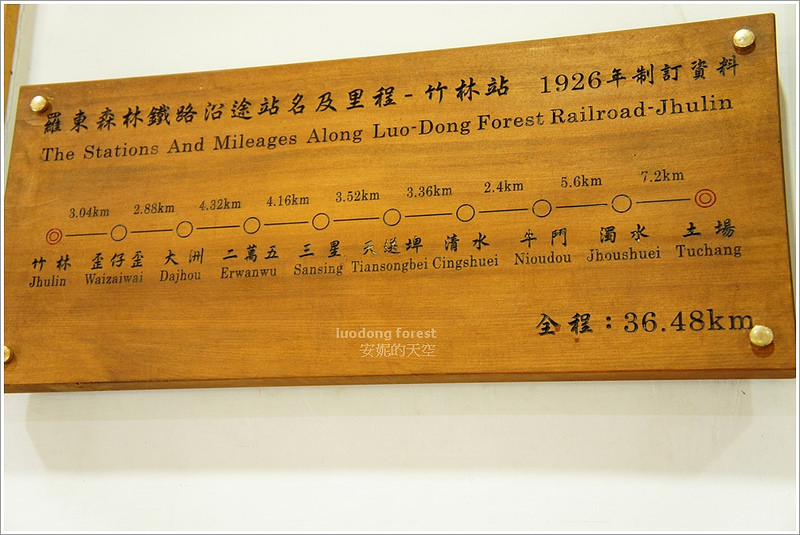 羅東森林鐵路沿途站名及里程-竹林站 1926年制訂資料
The Stations And Mileages Along Luo-Dong Forest Railroad-Jhulin
3.04km 2.88km 4.32km 4.16km 3.52km 3.36km 2.4km 5.6km 7.2km
竹林 歪仔歪 大洲 二萬五 三星 天送埤 清水 牛鬥 濁水 土場
Jhulin Waizaiwai Dajhou Erwanwu Sansing Tiansongbei Cingshuei Nioudou Jhoushuei Tuchang
全程：36.48km
luodong forest
安妮的天空